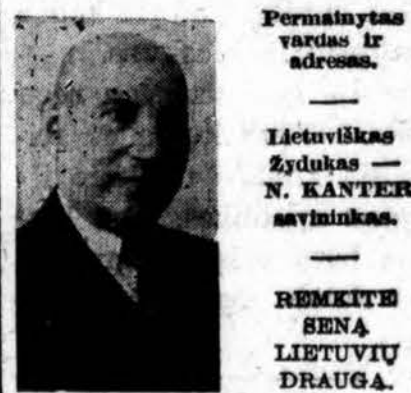 Permainytas
vardas ir
adresas.
Lietuviškas
Žydukas —
N. KANTER
savininkas.
REMKITE
SENĄ
LIETUVIŲ
DRAUGĄ.